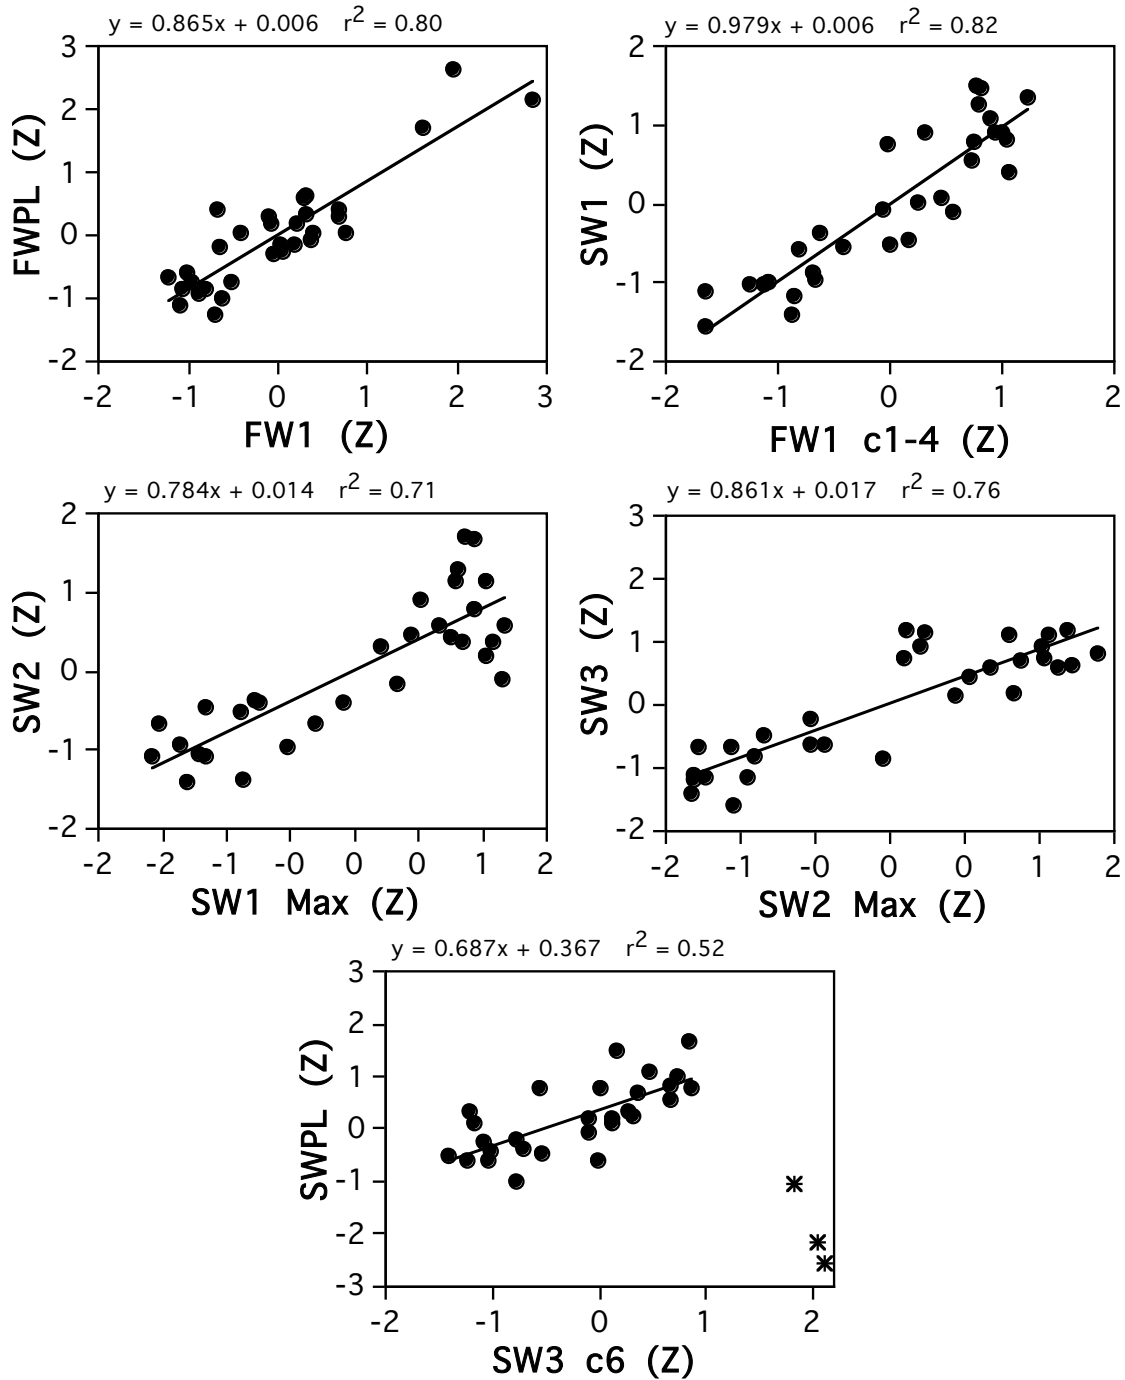 y = 0.865x + 0.006 r² = 0.80
3
2
1
0
-1
-2
FWPL (Z)
-2 -1 0 1 2 3
FW1 (Z)
y = 0.979x + 0.006 r² = 0.82
2
1
0
-1
-2
SW1 (Z)
-2 -1 0 1 2
FW1 c1-4 (Z)
y = 0.784x + 0.014 r² = 0.71
2
1
0
-1
-2
SW2 (Z)
-2 -2 -1 -0 0 0 1 2
SW1 Max (Z)
y = 0.861x + 0.017 r² = 0.76
3
2
1
0
-1
-2
SW3 (Z)
-2 -1 -0 0 0 1 2
SW2 Max (Z)
y = 0.687x + 0.367 r² = 0.52
3
2
1
0
-1
-2
-3
SWPL (Z)
-2 -1 0 1 2
SW3 c6 (Z)